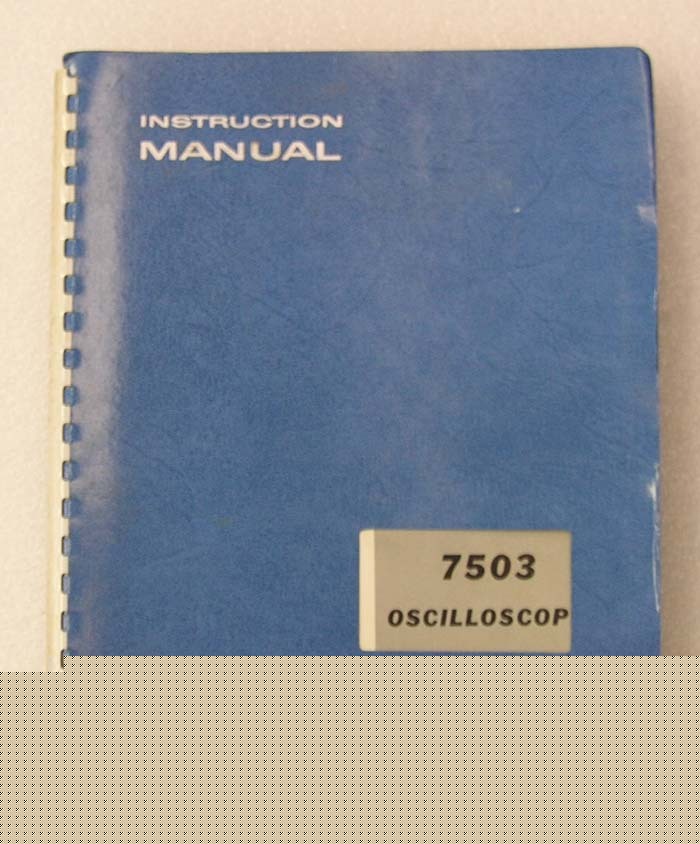 INSTRUCTION
MANUAL
7503
OSCILLOSCOP